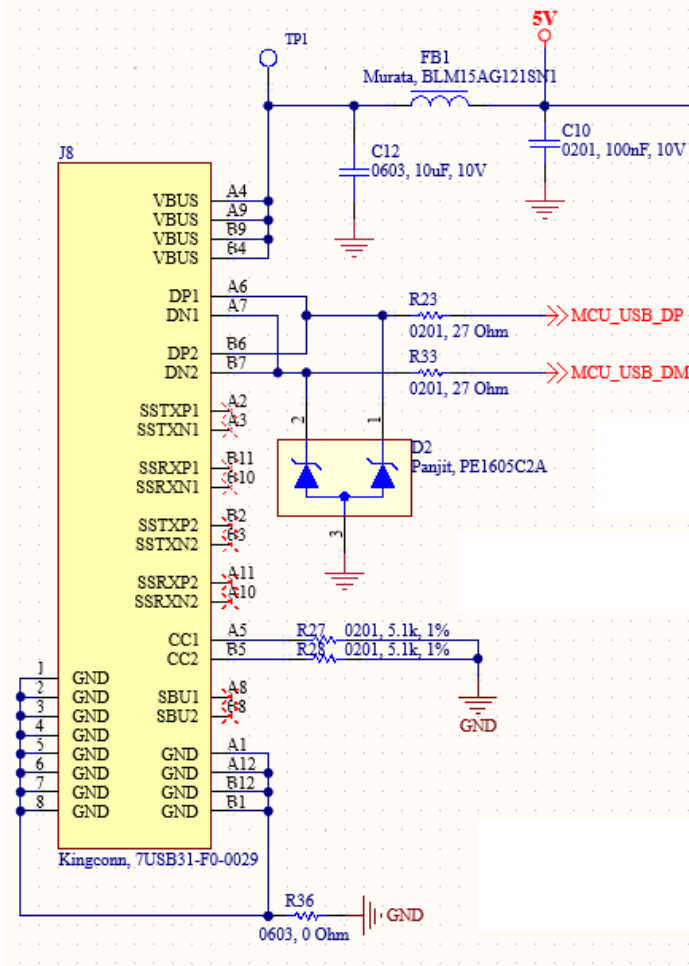 5V
TP1
FB1
Murata, BLM15AG121SN1
C10
0201, 100nF, 10V
C12
0603, 10uF, 10V
J8
VBUS A4
VBUS A9
VBUS B9
VBUS B4
DP1 A6
DN1 A7
DP2 B6
DN2 B7
R23
0201, 27 Ohm
MCU_USB_DP
R33
0201, 27 Ohm
MCU_USB_DM
SSTXP1 A2
SSTXN1 A3
SSRXP1 B11
SSRXN1 B10
SSTXP2 B2
SSTXN2 B3
SSRXP2 A11
SSRXN2 A10
2
1
D2
Panjit, PE1605C2A
3
CC1 A5
R27 0201, 5.1k, 1%
CC2 B5
R28 0201, 5.1k, 1%
GND
SBU1 A8
SBU2 B8
1 GND
2 GND
3 GND
4 GND
5 GND
6 GND
7 GND
8 GND
GND A1
GND A12
GND B12
GND B1
Kingconn, 7USB31-F0-0029
R36
0603, 0 Ohm
GND